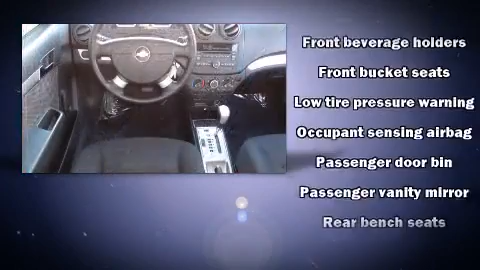 Front beverage holders
Front bucket seats
Low tire pressure warning
Occupant sensing airbag
Passenger door bin
Passenger vanity mirror
Rear bench seats